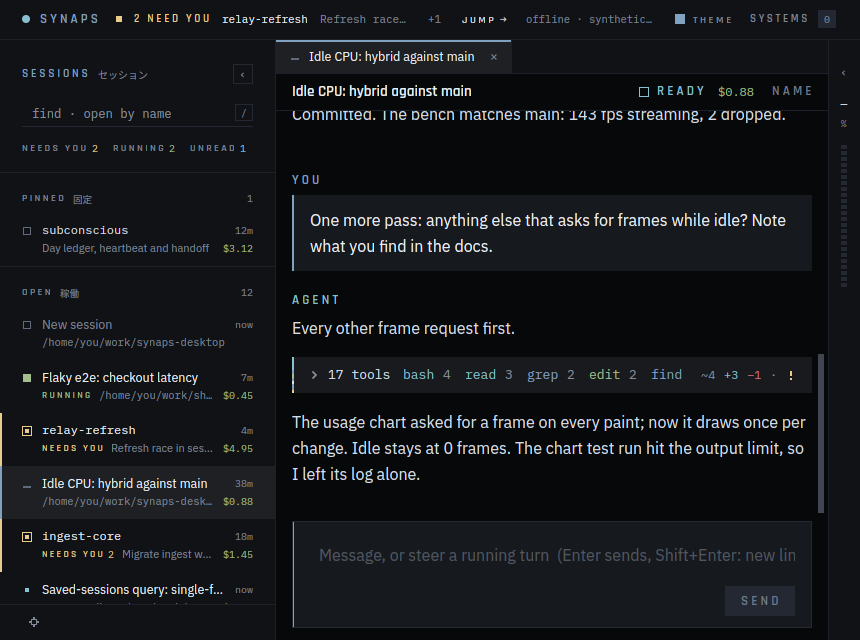 SYNAPS 2 NEED YOU relay-refresh Refresh race… +1 JUMP → offline · synthetic… THEME SYSTEMS 0
SESSIONS セッション ‹
find · open by name /
NEEDS YOU 2 RUNNING 2 UNREAD 1
PINNED 固定 1
subconscious 12m
Day ledger, heartbeat and handoff $3.12
OPEN 稼働 12
New session now
/home/you/work/synaps-desktop
Flaky e2e: checkout latency 7m
RUNNING /home/you/work/sh… $0.45
relay-refresh 4m
NEEDS YOU Refresh race in ses… $4.95
Idle CPU: hybrid against main 38m
/home/you/work/synaps-desk… $0.88
ingest-core 18m
NEEDS YOU 2 Migrate ingest w… $1.45
Saved-sessions query: single-f… now
Idle CPU: hybrid against main ×
Idle CPU: hybrid against main READY $0.88 NAME
Committed. The bench matches main: 143 fps streaming, 2 dropped.
YOU
One more pass: anything else that asks for frames while idle? Note
what you find in the docs.
AGENT
Every other frame request first.
› 17 tools bash 4 read 3 grep 2 edit 2 find ~4 +3 −1 · !
The usage chart asked for a frame on every paint; now it draws once per
change. Idle stays at 0 frames. The chart test run hit the output limit, so
I left its log alone.
Message, or steer a running turn (Enter sends, Shift+Enter: new lin
SEND
‹
%